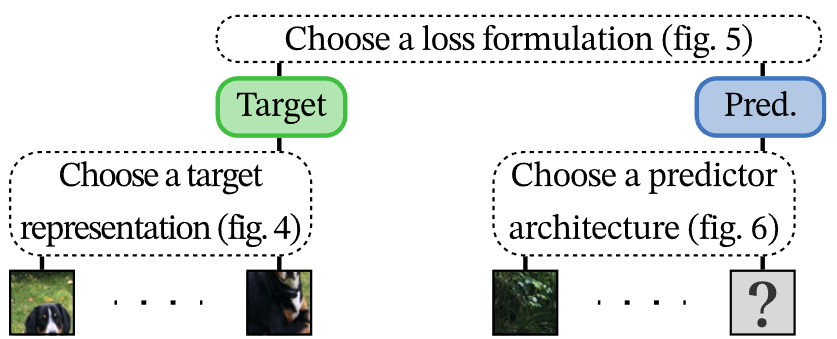 Choose a loss formulation (fig. 5)
Target
Pred.
Choose a target
representation (fig. 4)
Choose a predictor
architecture (fig. 6)
. . . .
. . . .
?